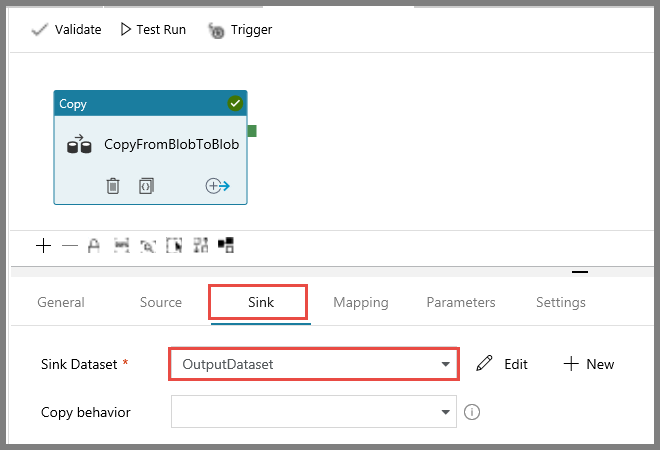 Validate Test Run Trigger
Copy
CopyFromBlobToBlob
General Source Sink Mapping Parameters Settings
Sink Dataset * OutputDataset Edit New
Copy behavior